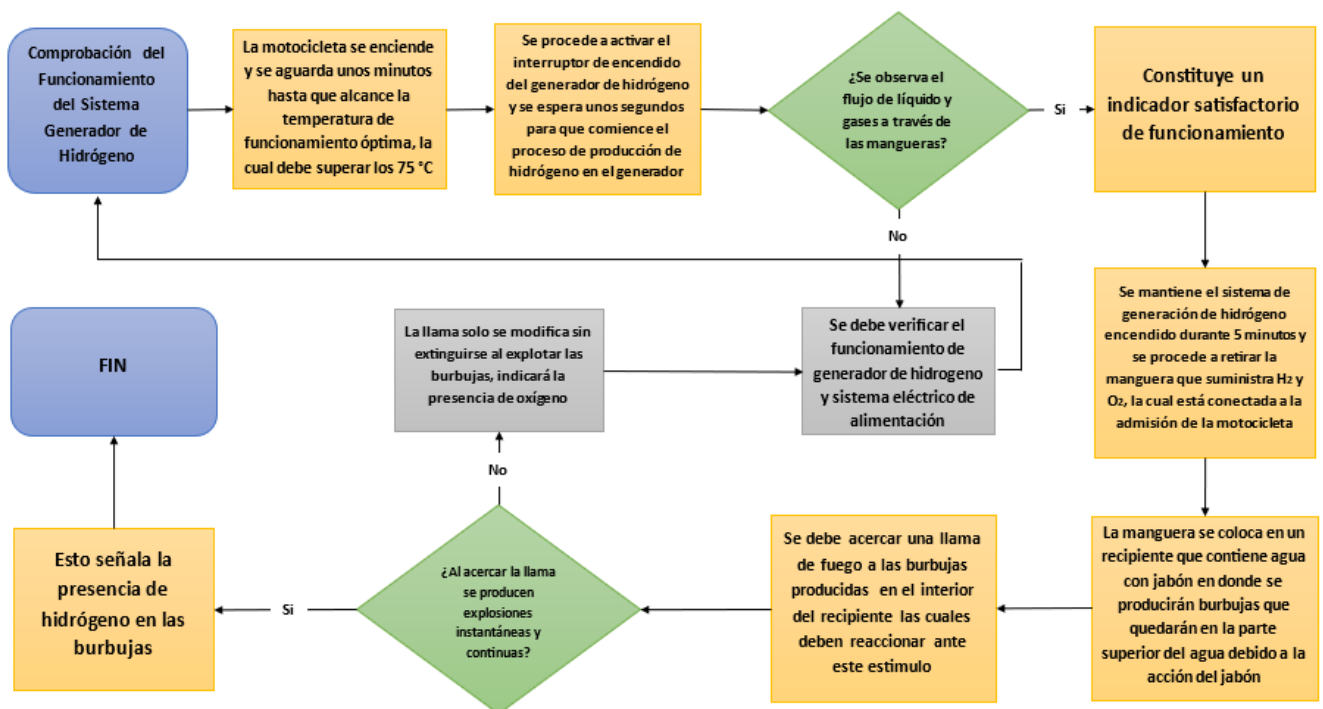 Comprobación del
Funcionamiento
del Sistema
Generador de
Hidrógeno
La motocicleta se enciende
y se aguarda unos minutos
hasta que alcance la
temperatura de
funcionamiento óptima, la
cual debe superar los 75 °C
Se procede a activar el
interruptor de encendido
del generador de hidrógeno
y se espera unos segundos
para que comience el
proceso de producción de
hidrógeno en el generador
¿Se observa el
flujo de líquido y
gases a través de
las mangueras?
Si
Constituye un
indicador satisfactorio
de funcionamiento
No
Se mantiene el sistema de
generación de hidrógeno
encendido durante 5 minutos y
se procede a retirar la
manguera que suministra H2 y
O2, la cual está conectada a la
admisión de la motocicleta
Se debe verificar el
funcionamiento de
generador de hidrogeno
y sistema eléctrico de
alimentación
La llama solo se modifica sin
extinguirse al explotar las
burbujas, indicará la
presencia de oxígeno
FIN
No
La manguera se coloca en un
recipiente que contiene agua
con jabón en donde se
producirán burbujas que
quedarán en la parte
superior del agua debido a la
acción del jabón
Se debe acercar una llama
de fuego a las burbujas
producidas en el interior
del recipiente las cuales
deben reaccionar ante
este estimulo
¿Al acercar la llama
se producen
explosiones
instantáneas y
continuas?
Si
Esto señala la
presencia de
hidrógeno en las
burbujas